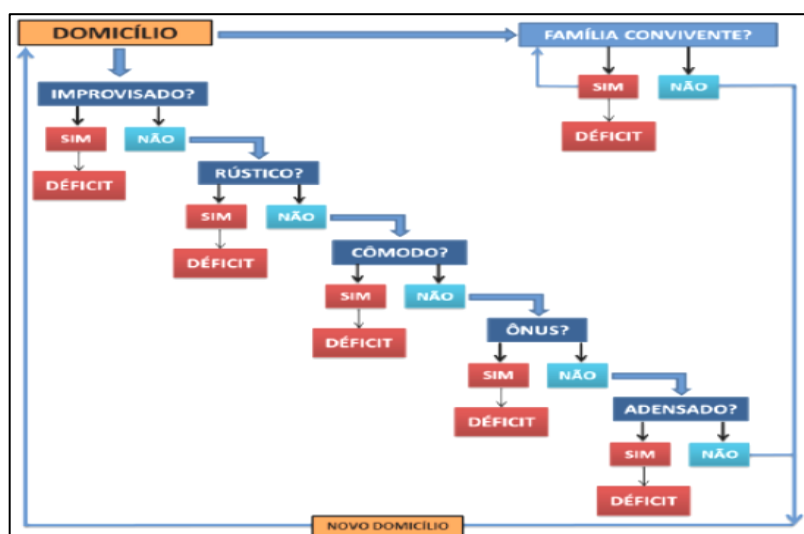 DOMICÍLIO
FAMÍLIA CONVIVENTE?
IMPROVISADO?
SIM
NÃO
SIM
NÃO
DÉFICIT
DÉFICIT
RÚSTICO?
SIM
NÃO
DÉFICIT
CÔMODO?
SIM
NÃO
DÉFICIT
ÔNUS?
SIM
NÃO
DÉFICIT
ADENSADO?
SIM
NÃO
DÉFICIT
NOVO DOMICÍLIO